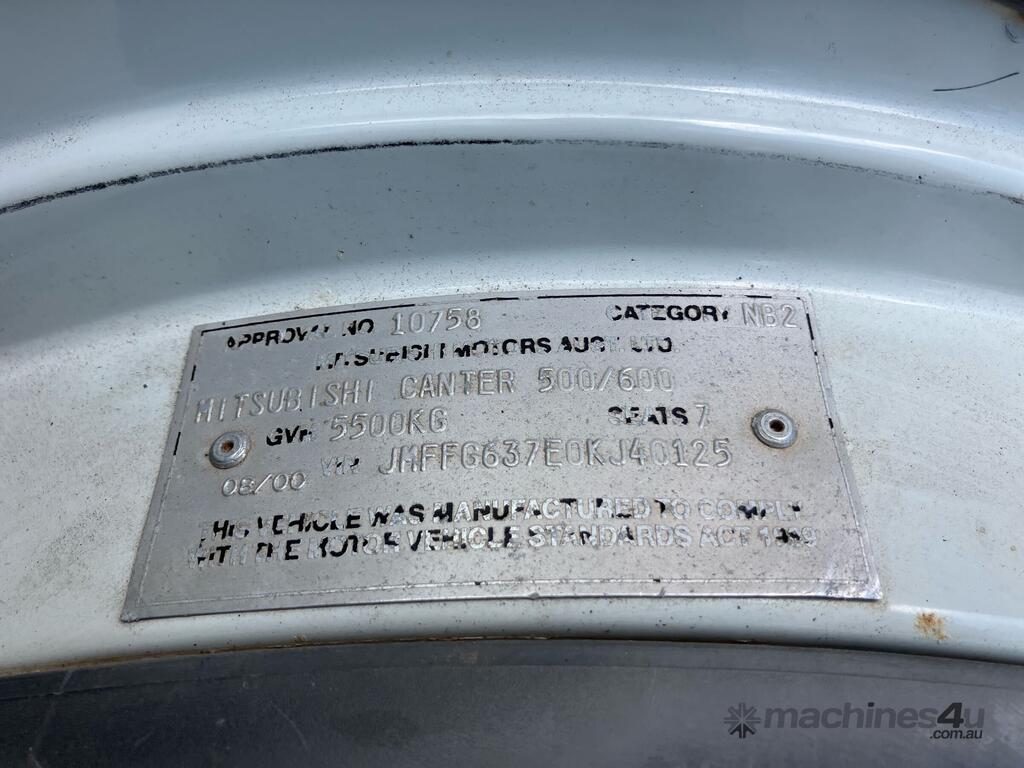 APPROVAL NO 10758 CATEGORY NB2
MITSUBISHI MOTORS AUST. LTD
MITSUBISHI CANTER 500/600
GVM 5500KG SEATS 7
08/00 VIN JMFFG637E0KJ40125
THIS VEHICLE WAS MANUFACTURED TO COMPLY
WITH THE MOTOR VEHICLE STANDARDS ACT 1989
machines4u
.com.au